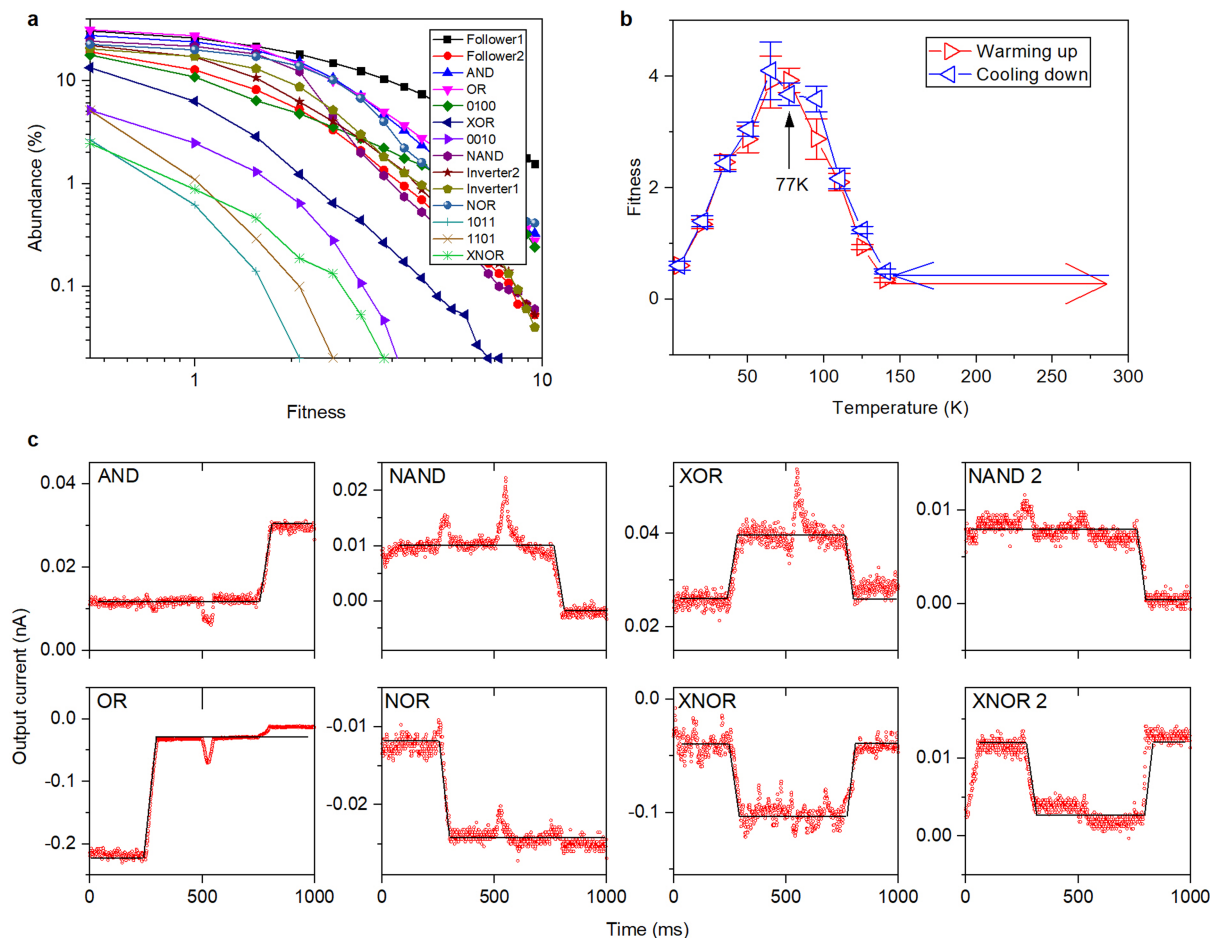 a
Abundance (%)
10
1
0.1
1
10
Fitness
Follower1
Follower2
AND
OR
0100
XOR
0010
NAND
Inverter2
Inverter1
NOR
1011
1101
XNOR
b
Fitness
4
2
0
50
100
150
200
250
300
Temperature (K)
Warming up
Cooling down
77K
c
Output current (nA)
AND
0.04
0.02
0.00
NAND
0.02
0.01
0.00
XOR
0.04
0.02
NAND 2
0.01
0.00
OR
0.0
-0.1
-0.2
0
500
1000
NOR
-0.01
-0.02
0
500
1000
XNOR
0.0
-0.1
0
500
1000
XNOR 2
0.01
0.00
0
500
1000
Time (ms)